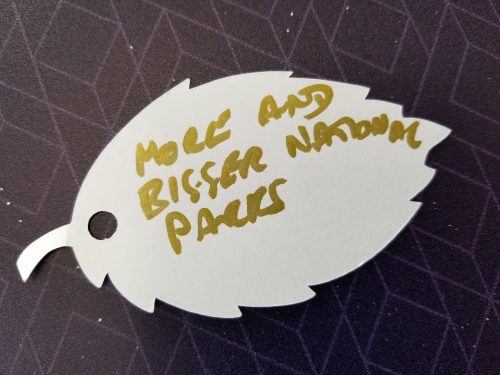 MORE AND
BIGGER NATIONAL
PARKS